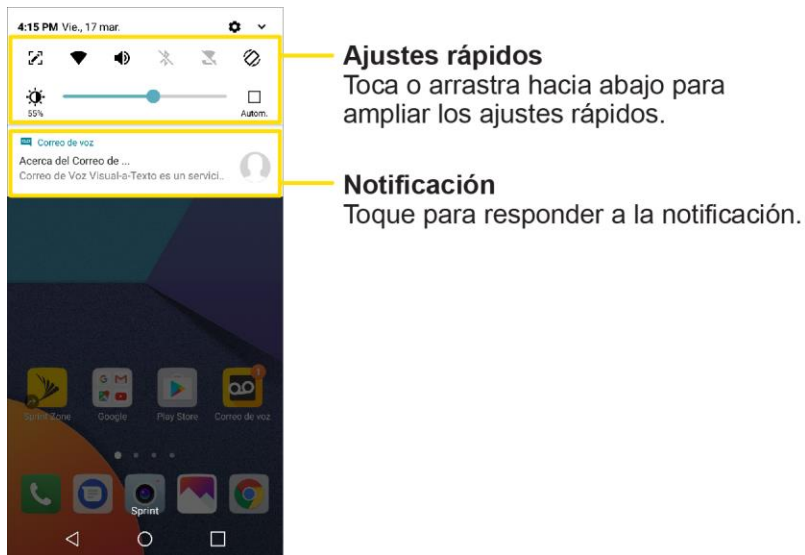 4:15 PM Vie., 17 mar.
55%
Autom.
Correo de voz
Acerca del Correo de ...
Correo de Voz Visual-a-Texto es un servici..
Sprint Zone
Google
Play Store
Correo de voz
1
Sprint
Ajustes rápidos
Toca o arrastra hacia abajo para
ampliar los ajustes rápidos.
Notificación
Toque para responder a la notificación.